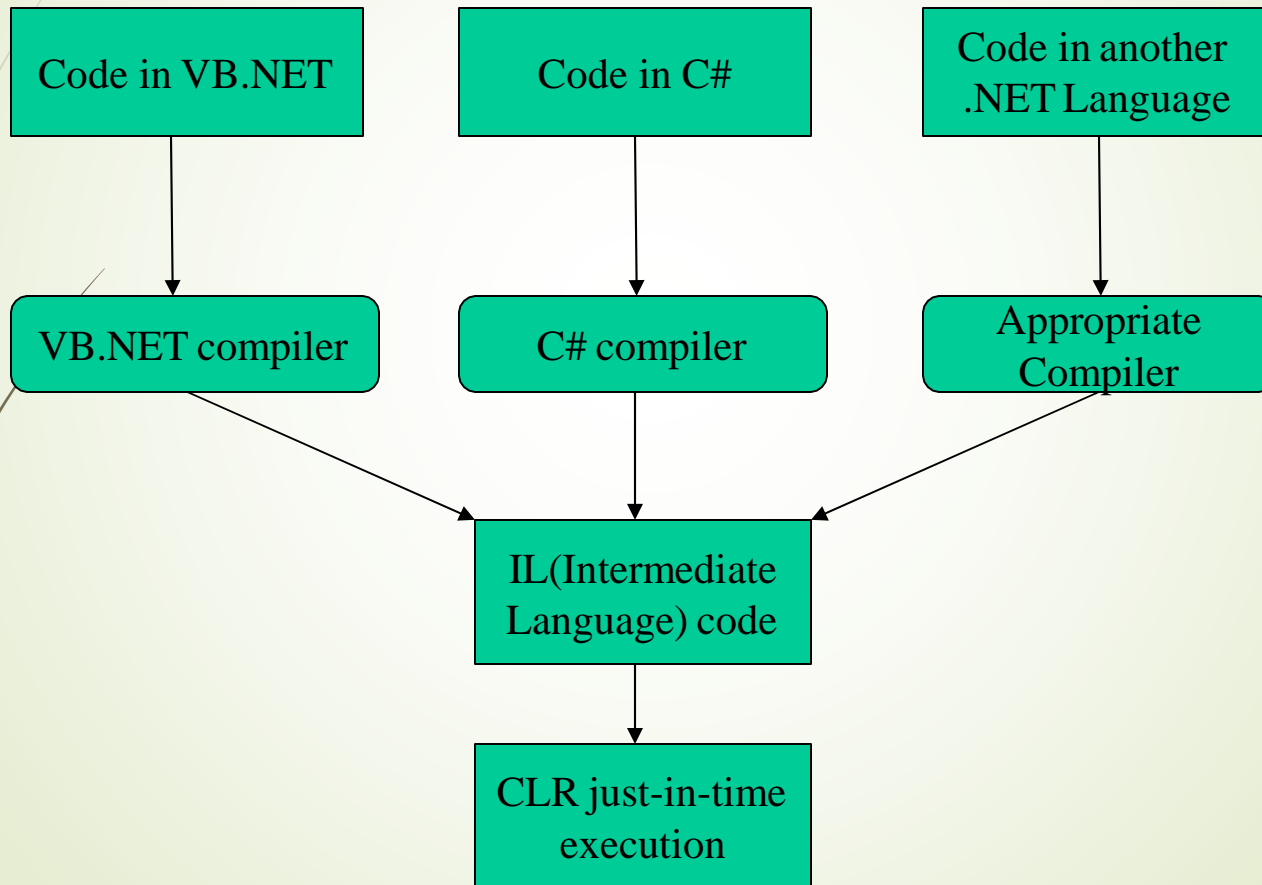 Code in VB.NET
Code in C#
Code in another
.NET Language
VB.NET compiler
C# compiler
Appropriate
Compiler
IL(Intermediate
Language) code
CLR just-in-time
execution